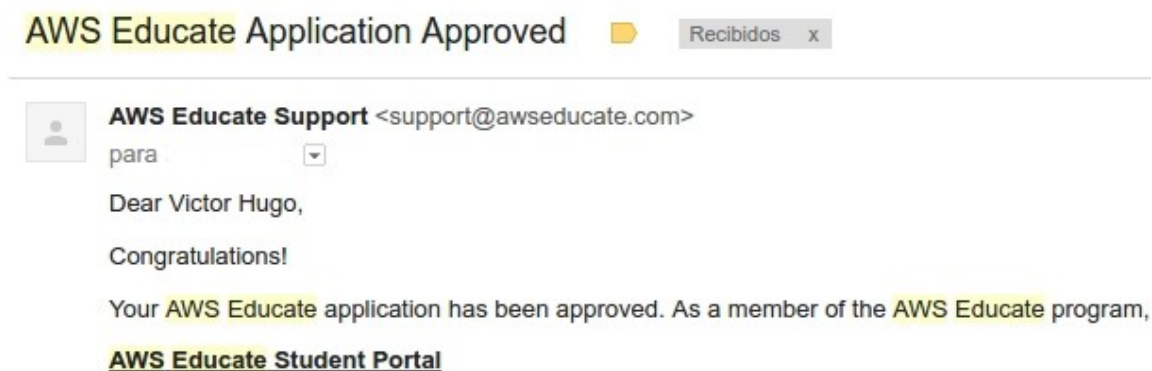 AWS Educate Application Approved Recibidos x
AWS Educate Support <support@awseducate.com>
para
Dear Victor Hugo,
Congratulations!
Your AWS Educate application has been approved. As a member of the AWS Educate program,
AWS Educate Student Portal